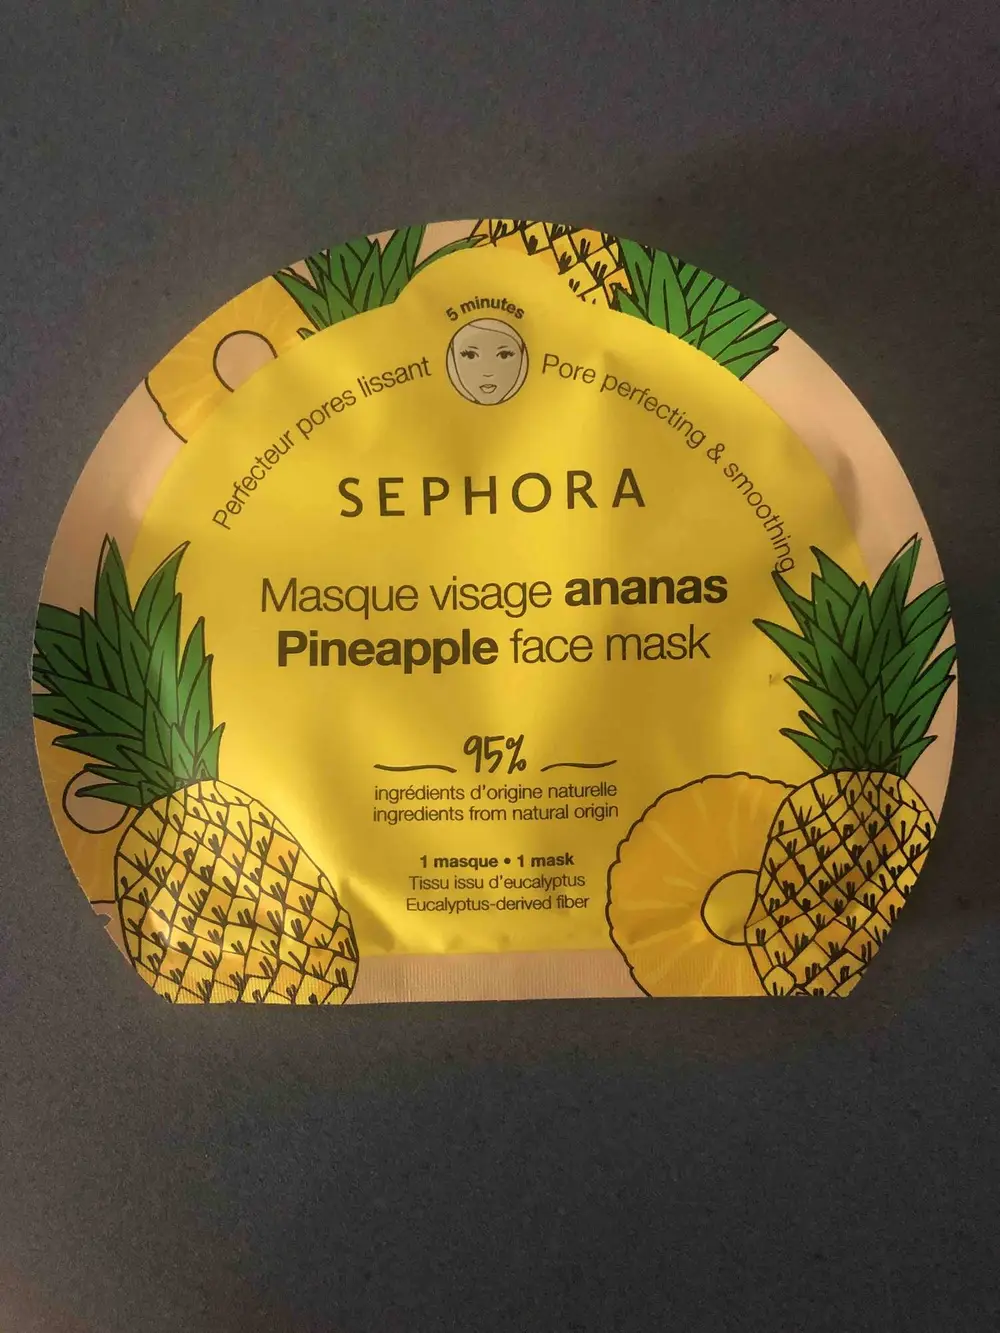 5 minutes
Perfecteur pores lissant
Pore perfecting & smoothing
SEPHORA
Masque visage ananas
Pineapple face mask
95%
ingrédients d'origine naturelle
ingredients from natural origin
1 masque • 1 mask
Tissu issu d'eucalyptus
Eucalyptus-derived fiber